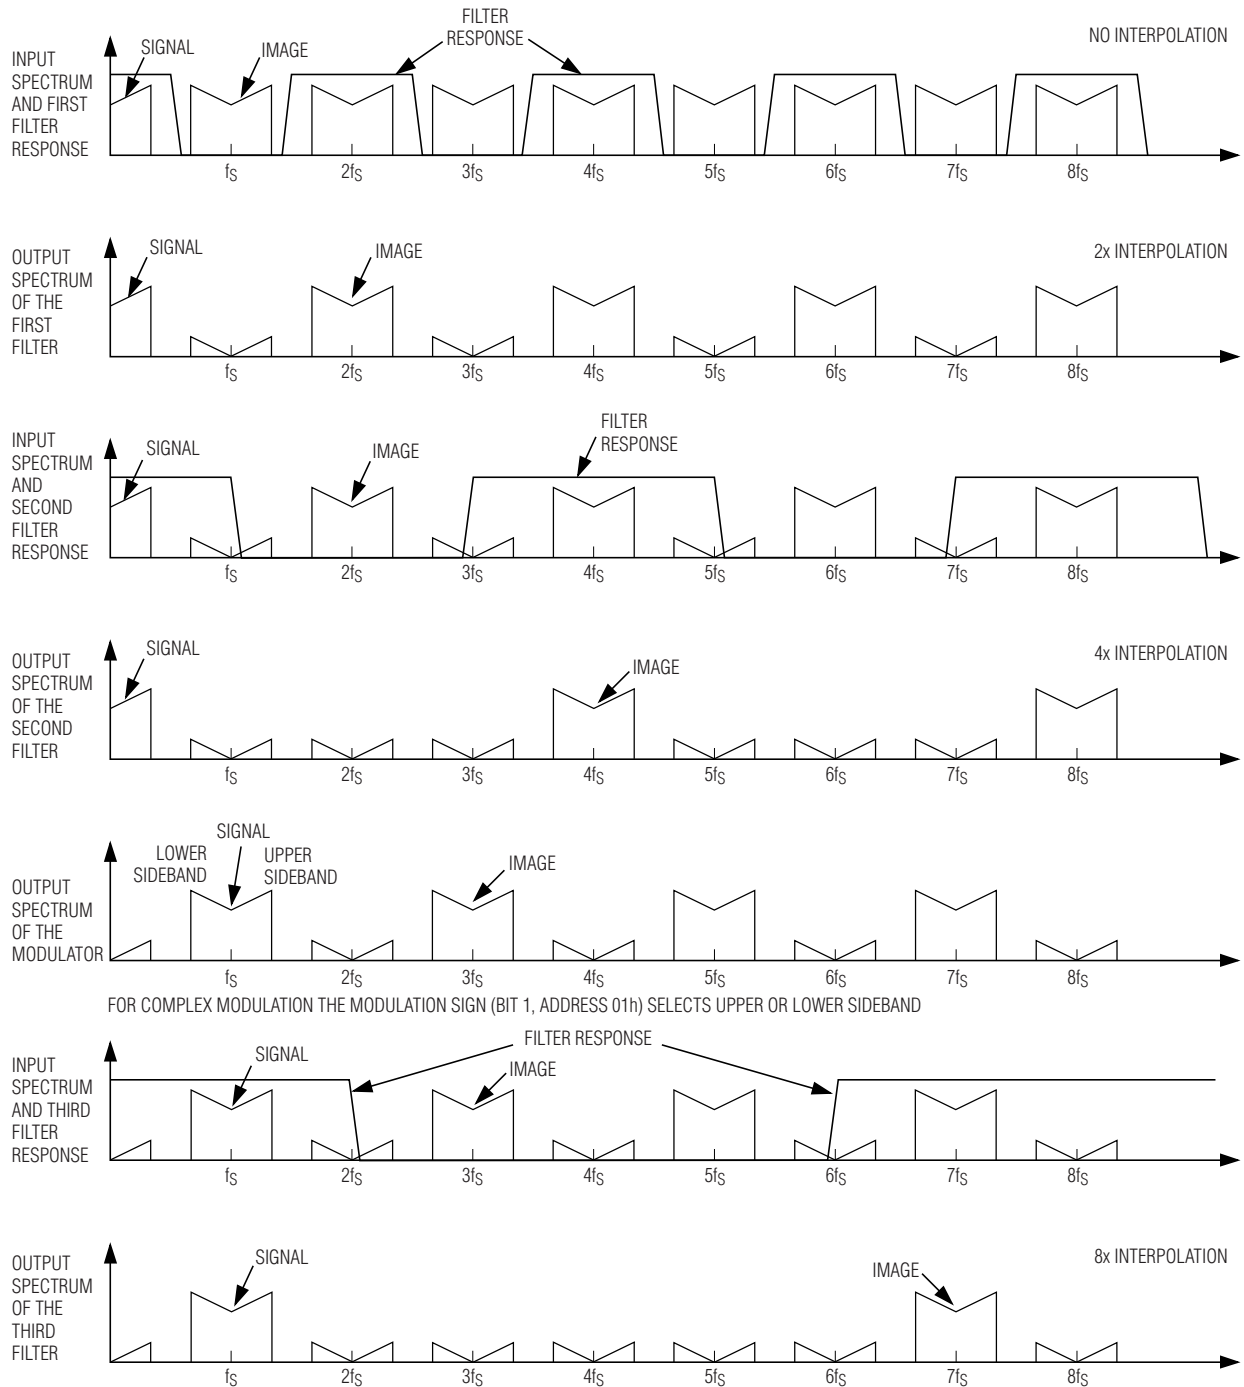 FILTER
RESPONSE
NO INTERPOLATION
SIGNAL
IMAGE
INPUT
SPECTRUM
AND FIRST
FILTER
RESPONSE
fS 2fS 3fS 4fS 5fS 6fS 7fS 8fS
SIGNAL
IMAGE
2x INTERPOLATION
OUTPUT
SPECTRUM
OF THE
FIRST
FILTER
fS 2fS 3fS 4fS 5fS 6fS 7fS 8fS
FILTER
RESPONSE
SIGNAL
IMAGE
INPUT
SPECTRUM
AND
SECOND
FILTER
RESPONSE
fS 2fS 3fS 4fS 5fS 6fS 7fS 8fS
SIGNAL
IMAGE
4x INTERPOLATION
OUTPUT
SPECTRUM
OF THE
SECOND
FILTER
fS 2fS 3fS 4fS 5fS 6fS 7fS 8fS
SIGNAL
LOWER
SIDEBAND
UPPER
SIDEBAND
IMAGE
OUTPUT
SPECTRUM
OF THE
MODULATOR
fS 2fS 3fS 4fS 5fS 6fS 7fS 8fS
FOR COMPLEX MODULATION THE MODULATION SIGN (BIT 1, ADDRESS 01h) SELECTS UPPER OR LOWER SIDEBAND
FILTER RESPONSE
SIGNAL
IMAGE
INPUT
SPECTRUM
AND THIRD
FILTER
RESPONSE
fS 2fS 3fS 4fS 5fS 6fS 7fS 8fS
SIGNAL
IMAGE
8x INTERPOLATION
OUTPUT
SPECTRUM
OF THE
THIRD
FILTER
fS 2fS 3fS 4fS 5fS 6fS 7fS 8fS